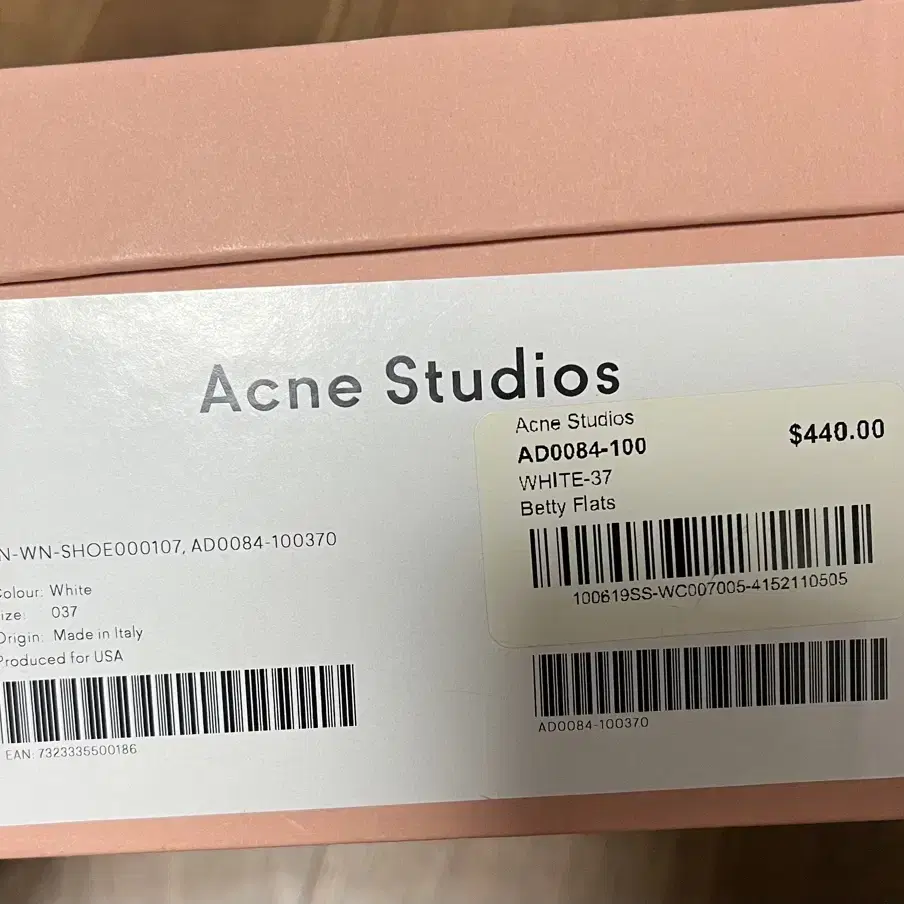 Acne Studios
Acne Studios
AD0084-100
$440.00
WHITE-37
Betty Flats
100619SS-WC007005-4152110505
N-WN-SHOE000107, AD0084-100370
Colour: White
ize: 037
Origin: Made in Italy
Produced for USA
EAN: 7323335500186
AD0084-100370